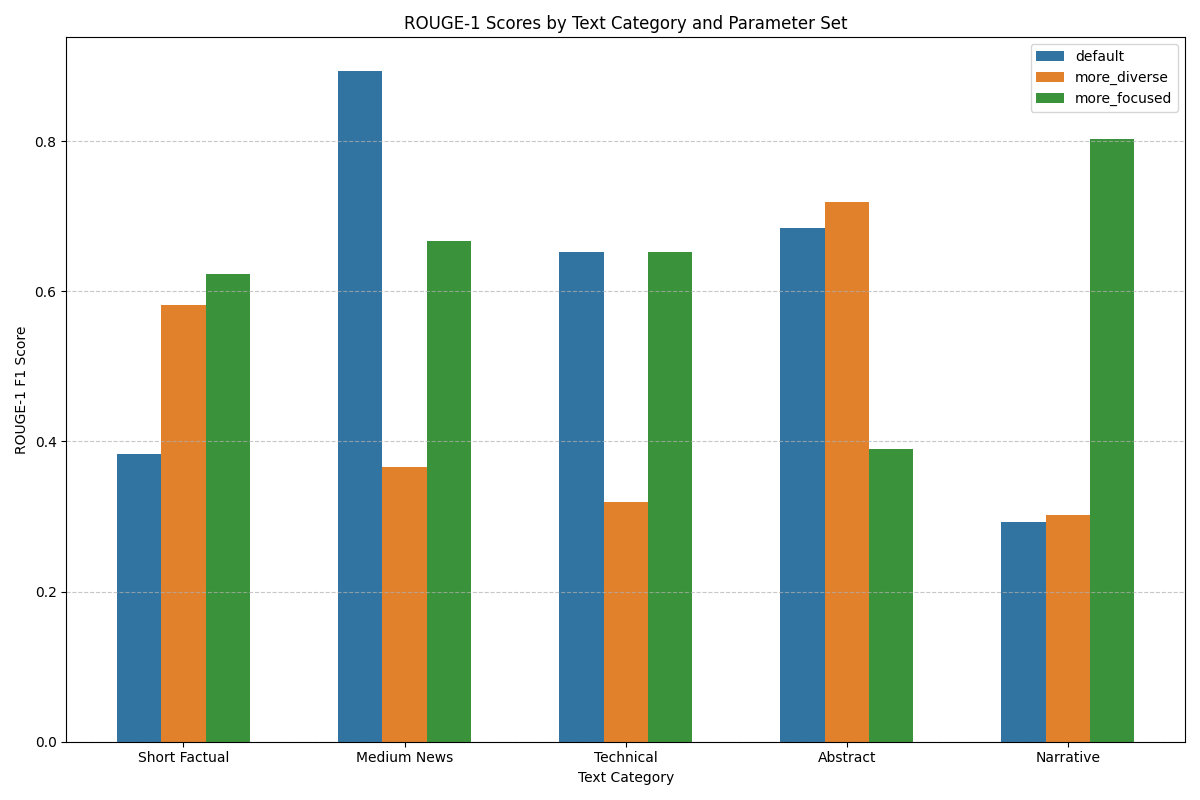 ROUGE-1 Scores by Text Category and Parameter Set
default
more_diverse
more_focused
ROUGE-1 F1 Score
0.8
0.6
0.4
0.2
0.0
Short Factual
Medium News
Technical
Abstract
Narrative
Text Category